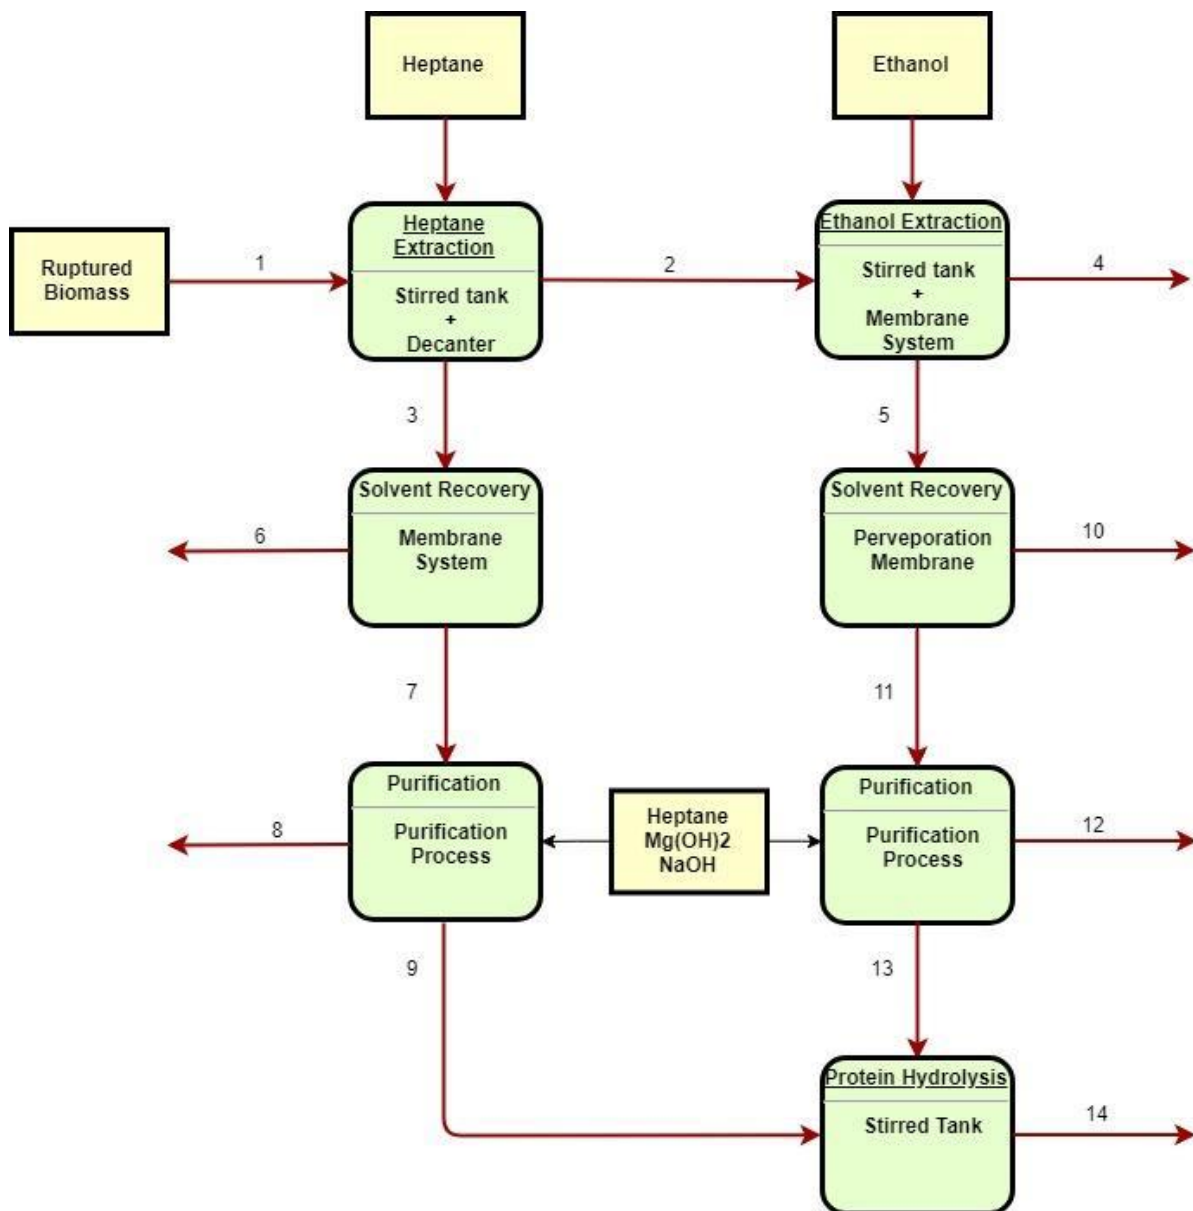 Heptane
Ethanol
Heptane
Extraction
Stirred tank
+
Decanter
Ethanol Extraction
Stirred tank
+
Membrane
System
Ruptured
Biomass
1
2
4
3
5
Solvent Recovery
Membrane
System
Solvent Recovery
Perveporation
Membrane
6
10
7
11
Purification
Purification
Process
Heptane
Mg(OH)2
NaOH
Purification
Purification
Process
8
12
9
13
Protein Hydrolysis
Stirred Tank
14